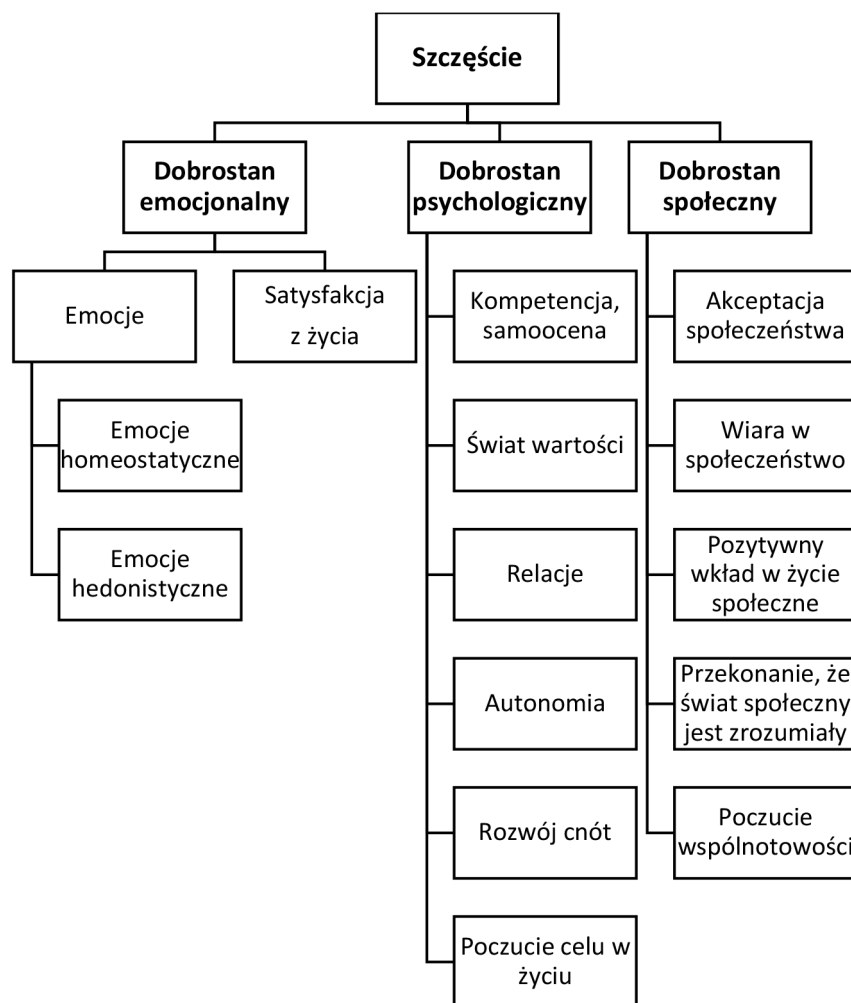 Szczęście
Dobrostan
emocjonalny
Dobrostan
psychologiczny
Dobrostan
społeczny
Emocje
Satysfakcja
z życia
Emocje
homeostatyczne
Emocje
hedonistyczne
Kompetencja,
samoocena
Świat wartości
Relacje
Autonomia
Rozwój cnót
Poczucie celu w
życiu
Akceptacja
społeczeństwa
Wiara w
społeczeństwo
Pozytywny
wkład w życie
społeczne
Przekonanie, że
świat społeczny
jest zrozumiały
Poczucie
wspólnotowości